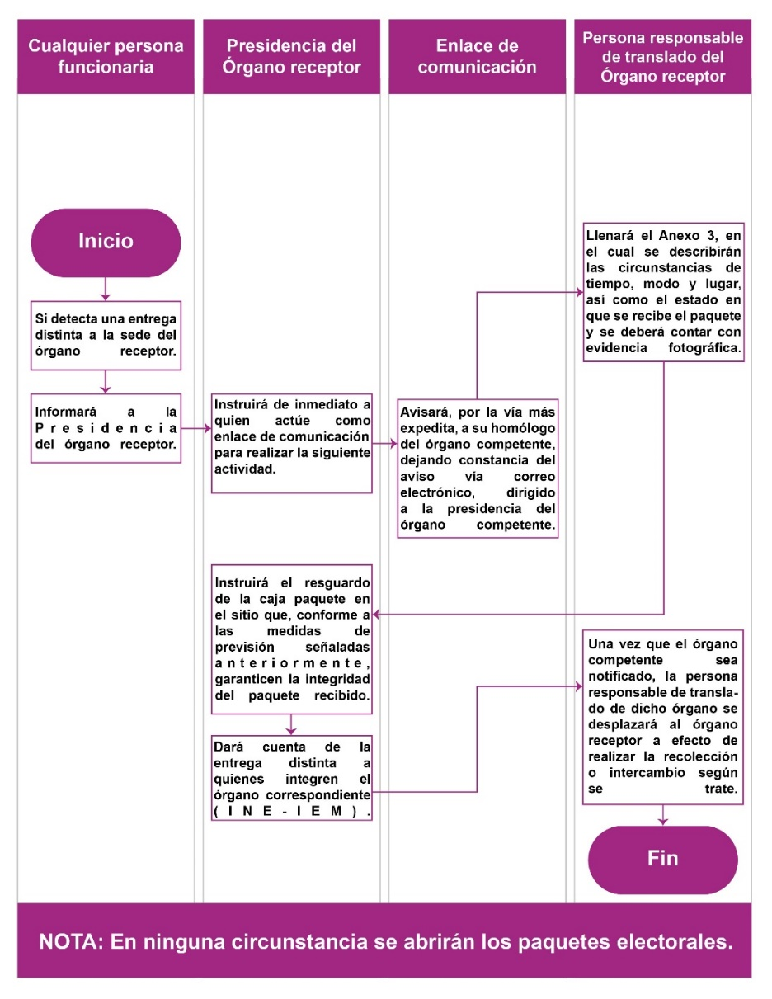 Cualquier persona
funcionaria
Presidencia del
Órgano receptor
Enlace de
comunicación
Persona responsable
de translado del
Órgano receptor
Inicio
Si detecta una entrega
distinta a la sede del
órgano receptor.
Informará a la
Presidencia
del órgano receptor.
Instruirá de inmediato a
quien actúe como
enlace de comunicación
para realizar la siguiente
actividad.
Avisará, por la vía más
expedita, a su homólogo
del órgano competente,
dejando constancia del
aviso vía correo
electrónico, dirigido
a la presidencia del
órgano competente.
Llenará el Anexo 3, en
el cual se describirán
las circunstancias de
tiempo, modo y lugar,
así como el estado en
que se recibe el paquete
y se deberá contar con
evidencia fotográfica.
Instruirá el resguardo
de la caja paquete en
el sitio que, conforme a
las medidas de
previsión señaladas
anteriormente,
garanticen la integridad
del paquete recibido.
Dará cuenta de la
entrega distinta a
quienes integren el
órgano correspondiente
(INE-IEM).
Una vez que el órgano
competente sea
notificado, la persona
responsable de transla-
do de dicho órgano se
desplazará al órgano
receptor a efecto de
realizar la recolección
o intercambio según
se trate.
Fin
NOTA: En ninguna circunstancia se abrirán los paquetes electorales.